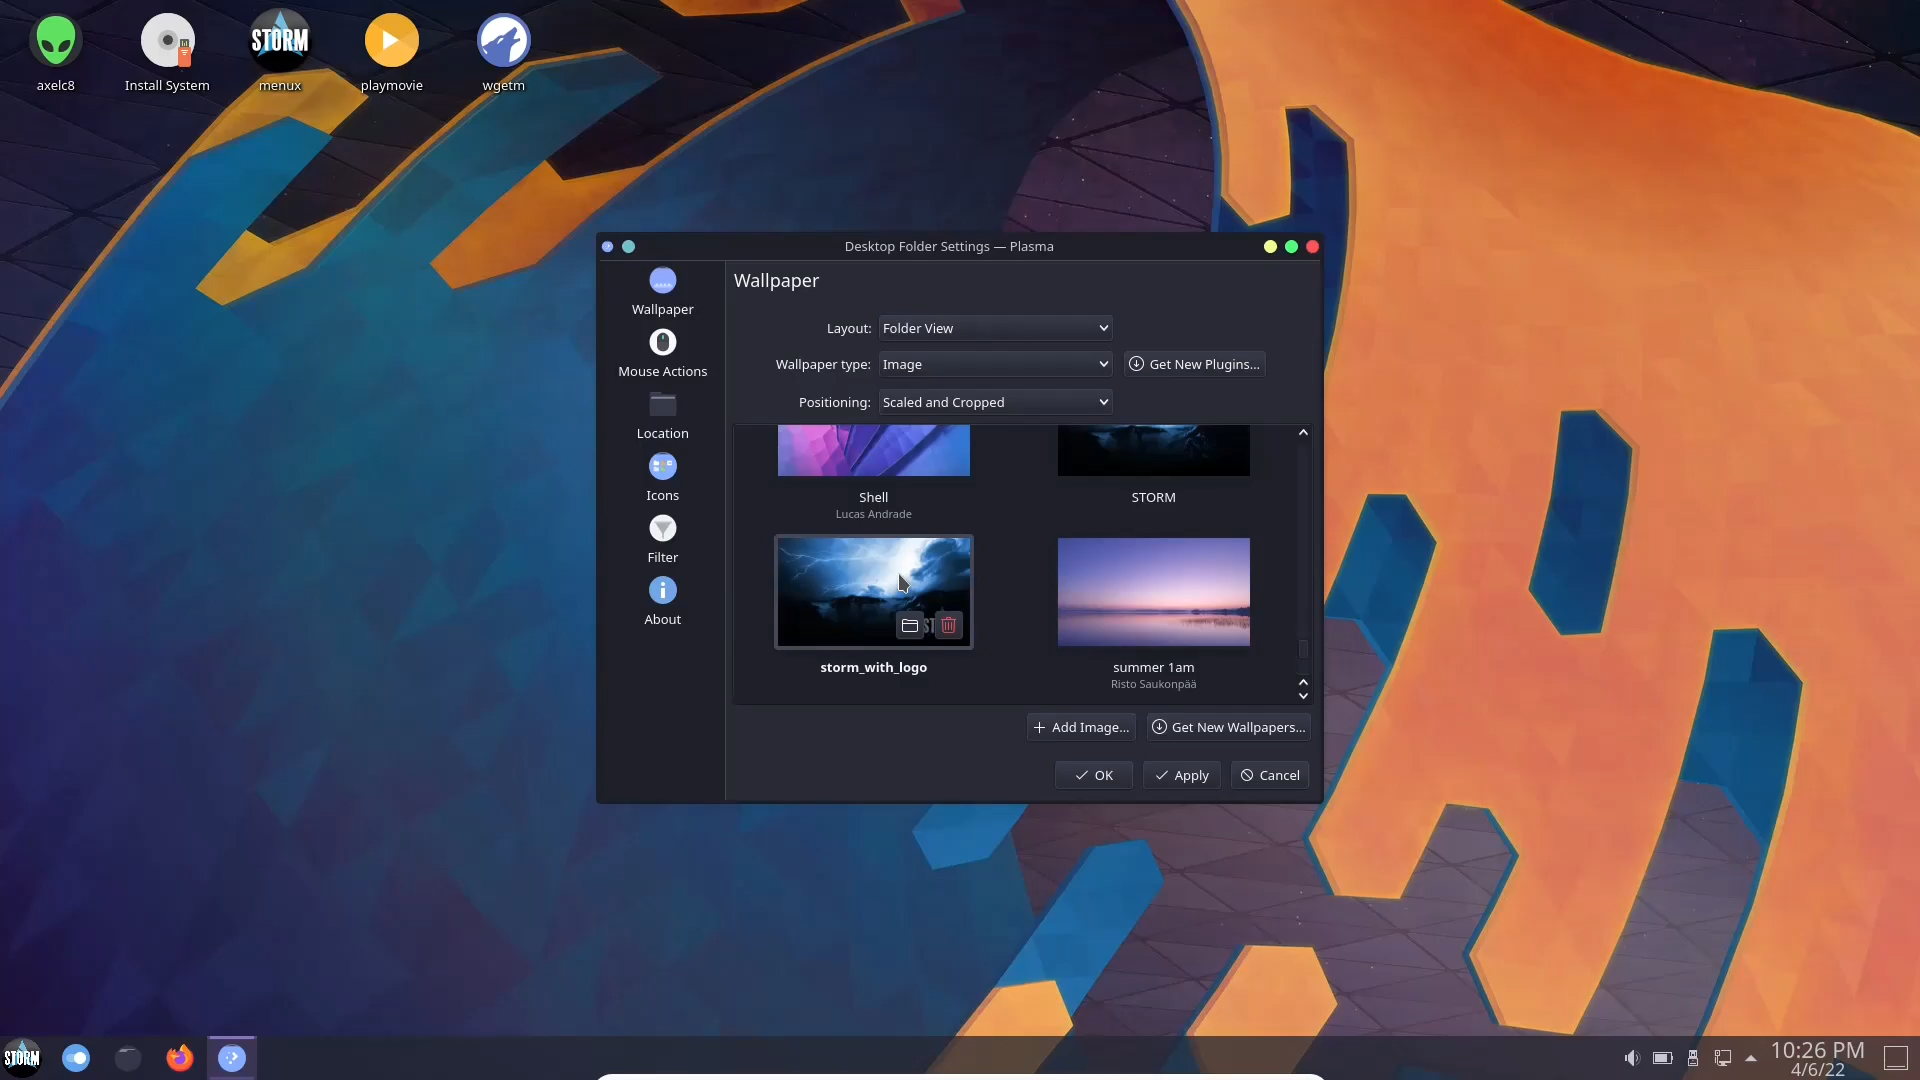 STORM
axelc8
Install System
menux
playmovie
wgetm
Desktop Folder Settings — Plasma
Wallpaper
Mouse Actions
Location
Icons
Filter
About
Wallpaper
Layout: Folder View
Wallpaper type: Image Get New Plugins...
Positioning: Scaled and Cropped
Shell
Lucas Andrade
STORM
ST
storm_with_logo
summer 1am
Risto Saukonpää
Add Image...
Get New Wallpapers...
OK
Apply
Cancel
STORM
10:26 PM
4/6/22